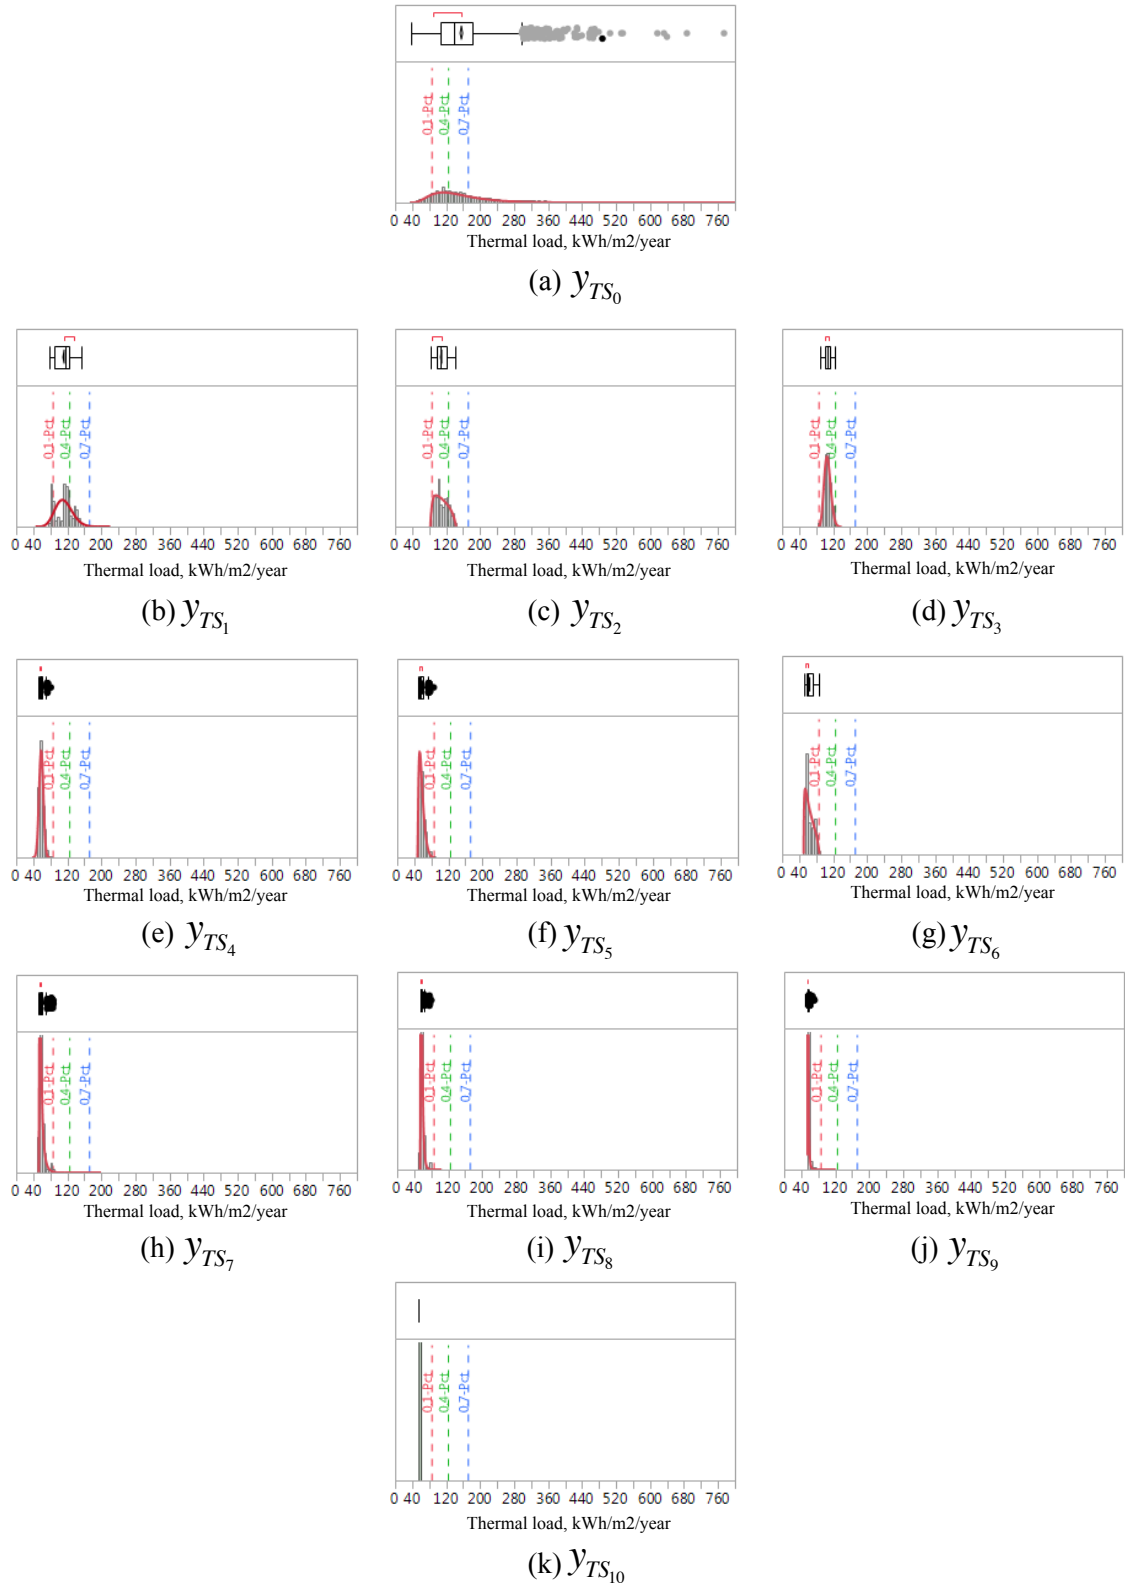 0,1-Pct 0,4-Pct 0,7-Pct
0 40 120 200 280 360 440 520 600 680 760
Thermal load, kWh/m2/year
(a) y_TS_0
0,1-Pct 0,4-Pct 0,7-Pct 0,1-Pct 0,4-Pct 0,7-Pct 0,1-Pct 0,4-Pct 0,7-Pct
0 40 120 200 280 360 440 520 600 680 760 0 40 120 200 280 360 440 520 600 680 760 0 40 120 200 280 360 440 520 600 680 760
Thermal load, kWh/m2/year Thermal load, kWh/m2/year Thermal load, kWh/m2/year
(b) y_TS_1 (c) y_TS_2 (d) y_TS_3
0,1-Pct 0,4-Pct 0,7-Pct 0,1-Pct 0,4-Pct 0,7-Pct 0,1-Pct 0,4-Pct 0,7-Pct
0 40 120 200 280 360 440 520 600 680 760 0 40 120 200 280 360 440 520 600 680 760 0 40 120 200 280 360 440 520 600 680 760
Thermal load, kWh/m2/year Thermal load, kWh/m2/year Thermal load, kWh/m2/year
(e) y_TS_4 (f) y_TS_5 (g) y_TS_6
0,1-Pct 0,4-Pct 0,7-Pct 0,1-Pct 0,4-Pct 0,7-Pct 0,1-Pct 0,4-Pct 0,7-Pct
0 40 120 200 280 360 440 520 600 680 760 0 40 120 200 280 360 440 520 600 680 760 0 40 120 200 280 360 440 520 600 680 760
Thermal load, kWh/m2/year Thermal load, kWh/m2/year Thermal load, kWh/m2/year
(h) y_TS_7 (i) y_TS_8 (j) y_TS_9
0,1-Pct 0,4-Pct 0,7-Pct
0 40 120 200 280 360 440 520 600 680 760
Thermal load, kWh/m2/year
(k) y_TS_10